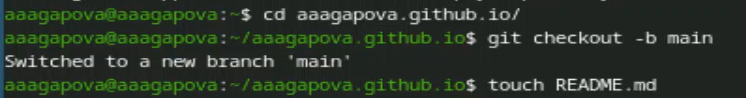 aaagapova@aaagapova:~$ cd aaagapova.github.io/
aaagapova@aaagapova:~/aaagapova.github.io$ git checkout -b main
Switched to a new branch 'main'
aaagapova@aaagapova:~/aaagapova.github.io$ touch README.md